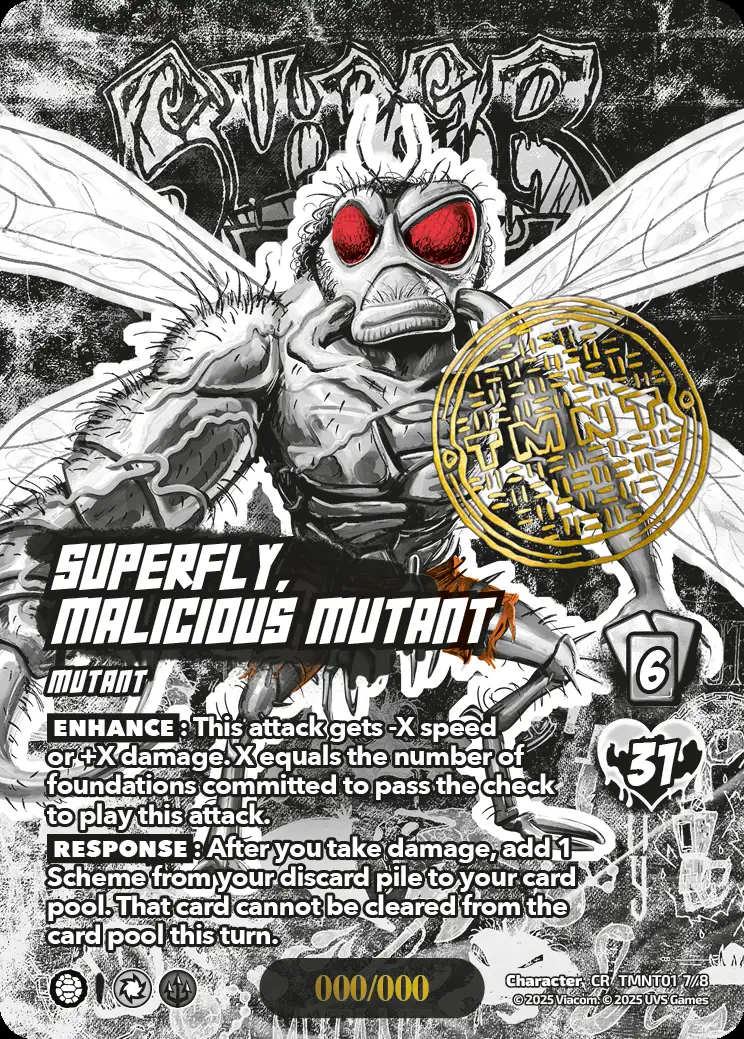 TMNT
SUPERFLY,
MALICIOUS MUTANT
MUTANT
6
ENHANCE : This attack gets -X speed
or +X damage. X equals the number of
foundations committed to pass the check
to play this attack.
37
RESPONSE : After you take damage, add 1
Scheme from your discard pile to your card
pool. That card cannot be cleared from the
card pool this turn.
000/000
Character CR TMNT01 7/8
© 2025 Viacom. © 2025 UVS Games